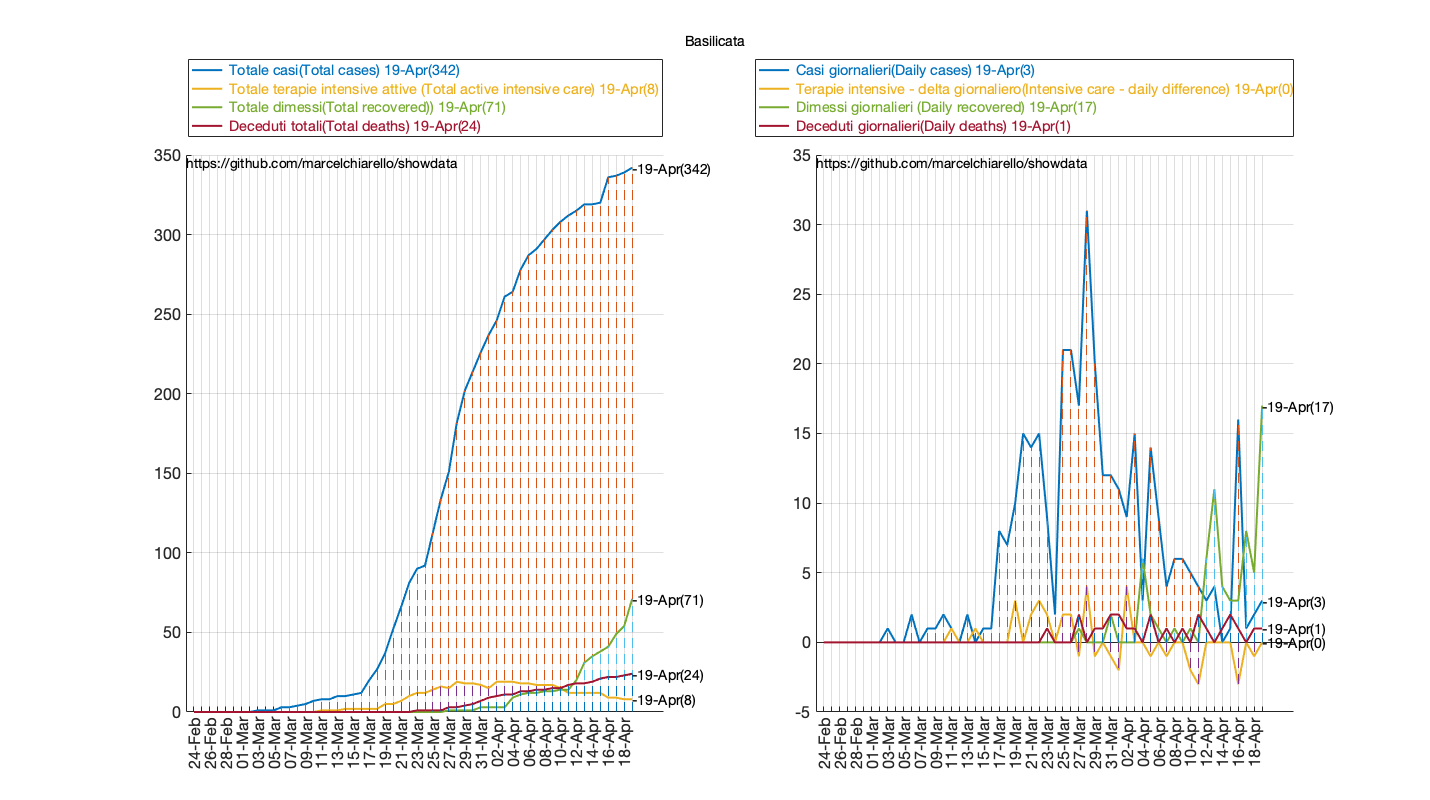 Basilicata
Totale casi(Total cases) 19-Apr(342)
Totale terapie intensive attive (Total active intensive care) 19-Apr(8)
Totale dimessi(Total recovered)) 19-Apr(71)
Deceduti totali(Total deaths) 19-Apr(24)
350
https://github.com/marcelchiarello/showdata
19-Apr(342)
300
250
200
150
100
19-Apr(71)
50
19-Apr(24)
19-Apr(8)
0
24-Feb
26-Feb
28-Feb
01-Mar
03-Mar
05-Mar
07-Mar
09-Mar
11-Mar
13-Mar
15-Mar
17-Mar
19-Mar
21-Mar
23-Mar
25-Mar
27-Mar
29-Mar
31-Mar
02-Apr
04-Apr
06-Apr
08-Apr
10-Apr
12-Apr
14-Apr
16-Apr
18-Apr
Casi giornalieri(Daily cases) 19-Apr(3)
Terapie intensive - delta giornaliero(Intensive care - daily difference) 19-Apr(0)
Dimessi giornalieri (Daily recovered) 19-Apr(17)
Deceduti giornalieri(Daily deaths) 19-Apr(1)
35
https://github.com/marcelchiarello/showdata
30
25
20
15
19-Apr(17)
10
5
19-Apr(3)
19-Apr(1)
0
19-Apr(0)
-5
24-Feb
26-Feb
28-Feb
01-Mar
03-Mar
05-Mar
07-Mar
09-Mar
11-Mar
13-Mar
15-Mar
17-Mar
19-Mar
21-Mar
23-Mar
25-Mar
27-Mar
29-Mar
31-Mar
02-Apr
04-Apr
06-Apr
08-Apr
10-Apr
12-Apr
14-Apr
16-Apr
18-Apr